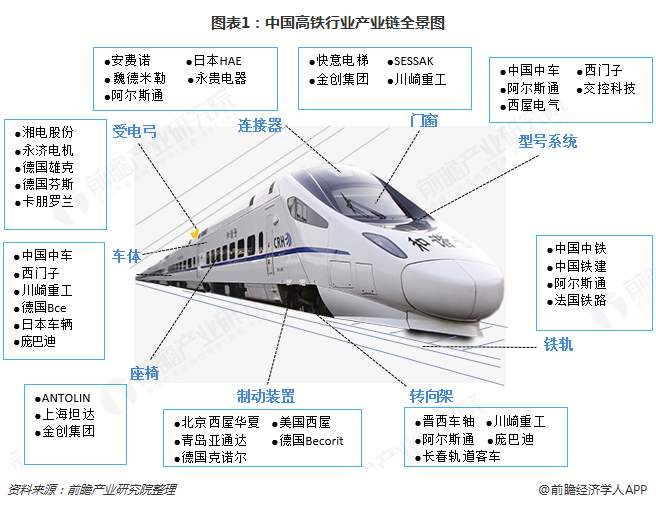 图表1：中国高铁行业产业链全景图
●安费诺 ●日本HAE
●魏德米勒 ●永贵电器
●阿尔斯通
●快意电梯 ●SESSAK
●金创集团 ●川崎重工
●中国中车 ●西门子
●阿尔斯通 ●交控科技
●西屋电气
●湘电股份
●永济电机
●德国雄克
●德国芬斯
●卡朋罗兰
受电弓
连接器
门窗
型号系统
CRH
和谐号
●中国中车
●西门子
●川崎重工
●德国Bce
●日本车辆
●庞巴迪
车体
●中国中铁
●中国铁建
●阿尔斯通
●法国铁路
铁轨
座椅
制动装置
转向架
●ANTOLIN
●上海坦达
●金创集团
●北京西屋华夏 ●美国西屋
●青岛亚通达 ●德国Becorit
●德国克诺尔
●晋西车轴 ●川崎重工
●阿尔斯通 ●庞巴迪
●长春轨道客车
资料来源：前瞻产业研究院整理
@前瞻经济学人APP